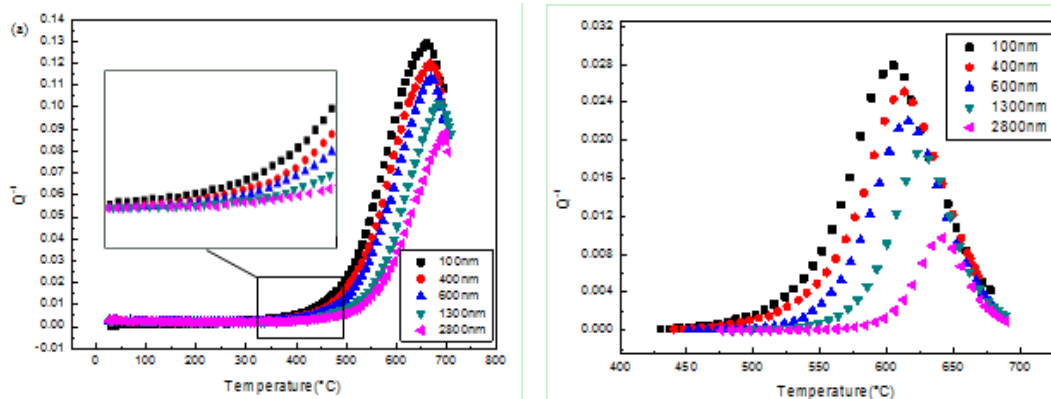 (a)
0.14
0.13
0.12
0.11
0.10
0.09
0.08
0.07
0.06
0.05
0.04
0.03
0.02
0.01
0.00
-0.01
Q⁻¹
100nm
400nm
600nm
1300nm
2800nm
0 100 200 300 400 500 600 700 800
Temperature(°C)
0.032
0.028
0.024
0.020
0.016
0.012
0.008
0.004
0.000
Q⁻¹
100nm
400nm
600nm
1300nm
2800nm
400 450 500 550 600 650 700
Temperature(°C)